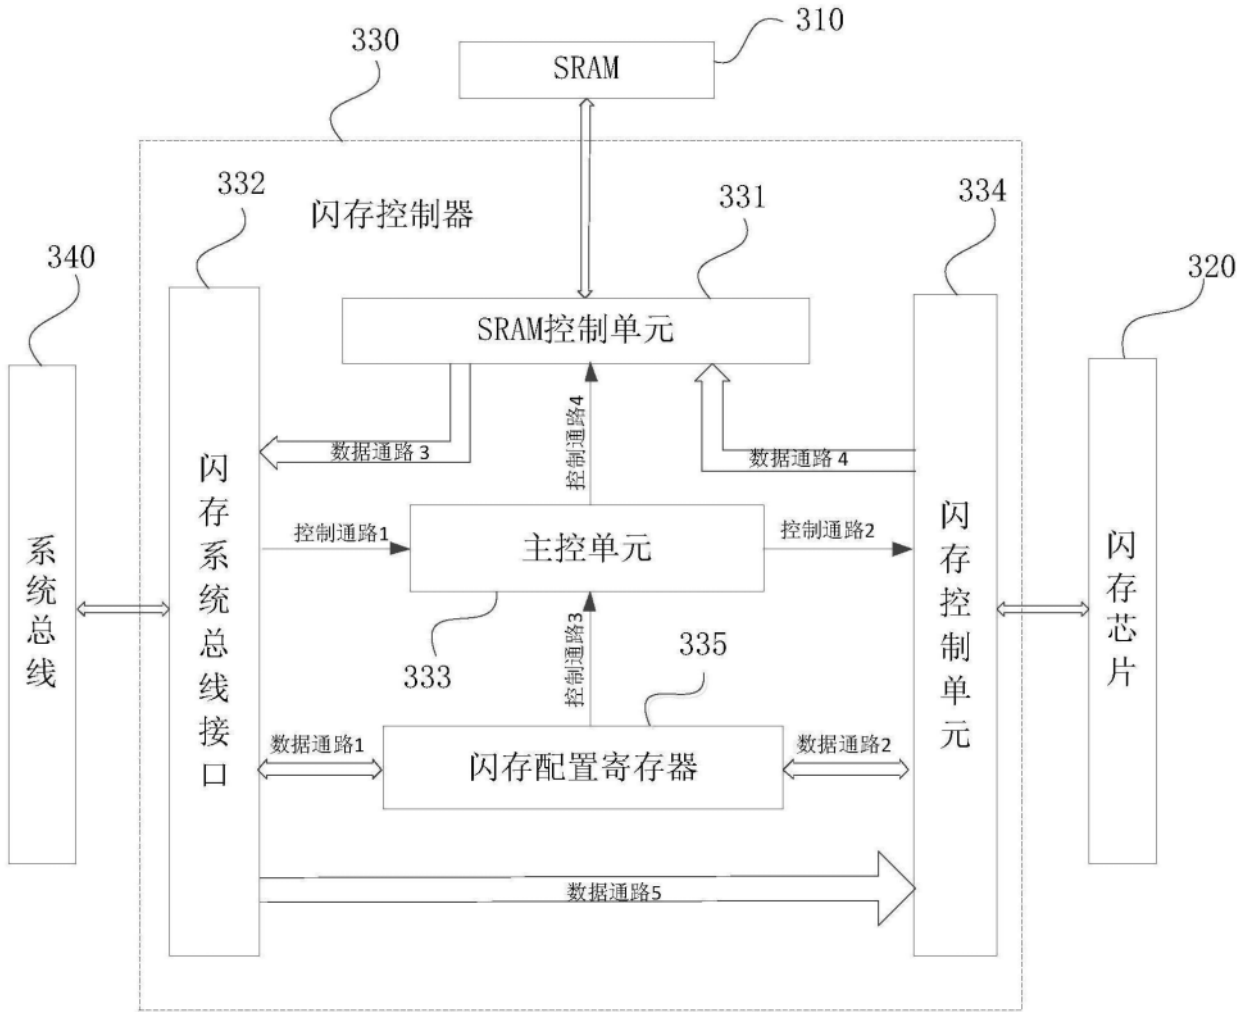 310
330
SRAM
332
331
334
闪存控制器
340
320
SRAM控制单元
控制通路4
数据通路 3
数据通路 4
闪存系统总线接口
闪存控制单元
系统总线
闪存芯片
控制通路1
主控单元
控制通路2
333
控制通路3
335
数据通路1
闪存配置寄存器
数据通路2
数据通路5